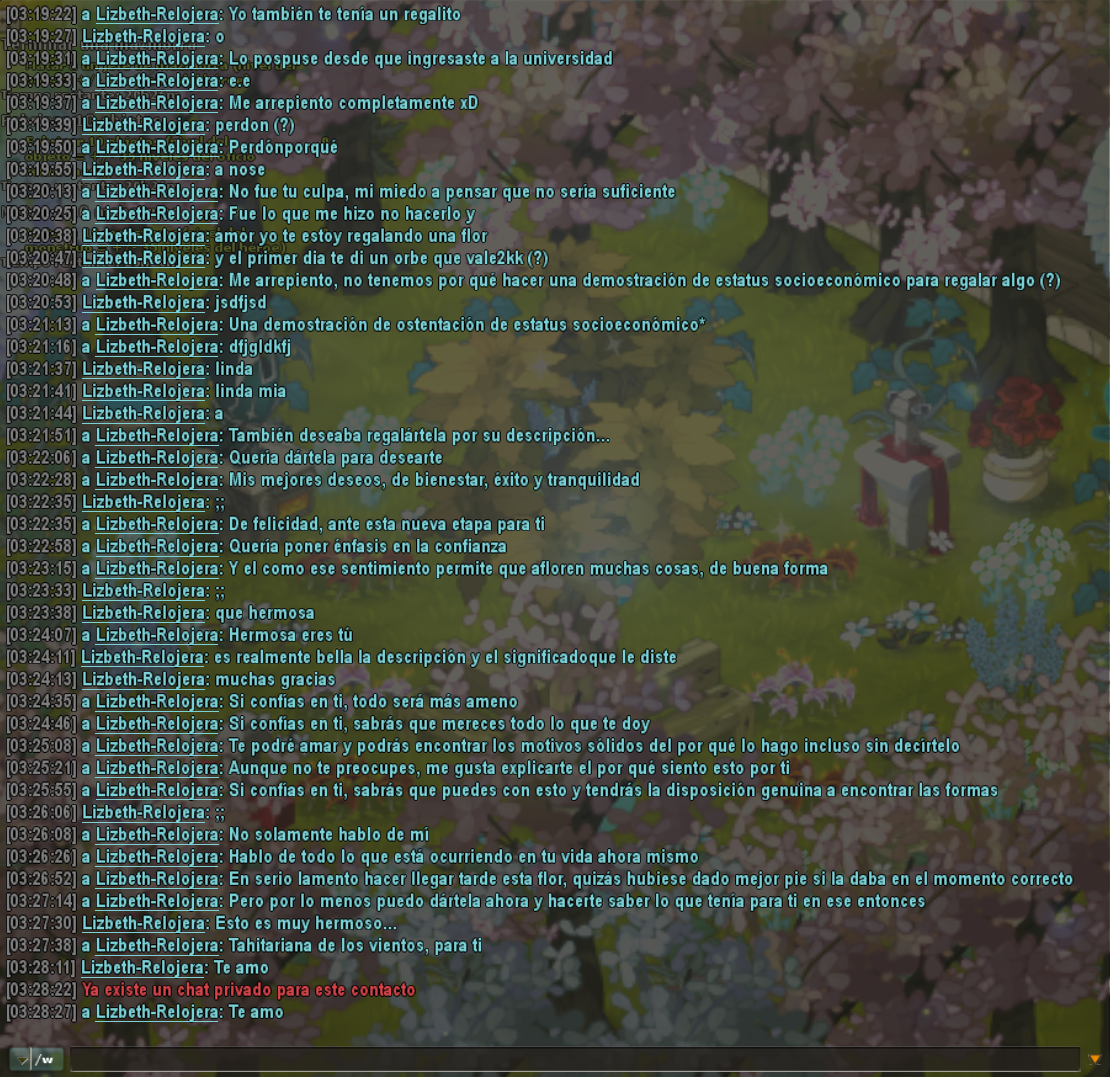 [03:19:22] a Lizbeth-Relojera: Yo también te tenía un regalito
[03:19:27] Lizbeth-Relojera: o
[03:19:31] a Lizbeth-Relojera: Lo pospuse desde que ingresaste a la universidad
[03:19:33] a Lizbeth-Relojera: e.e
[03:19:37] a Lizbeth-Relojera: Me arrepiento completamente xD
[03:19:39] Lizbeth-Relojera: perdon (?)
[03:19:50] a Lizbeth-Relojera: Perdónporqué
[03:19:55] Lizbeth-Relojera: a nose
[03:20:13] a Lizbeth-Relojera: No fue tu culpa, mi miedo a pensar que no sería suficiente
[03:20:25] a Lizbeth-Relojera: Fue lo que me hizo no hacerlo y
[03:20:38] Lizbeth-Relojera: amor yo te estoy regalando una flor
[03:20:47] Lizbeth-Relojera: y el primer dia te di un orbe que vale2kk (?)
[03:20:48] a Lizbeth-Relojera: Me arrepiento, no tenemos por qué hacer una demostración de estatus socioeconómico para regalar algo (?)
[03:20:53] Lizbeth-Relojera: jsdfjsd
[03:21:13] a Lizbeth-Relojera: Una demostración de ostentación de estatus socioeconómico*
[03:21:16] a Lizbeth-Relojera: dfjgldkfj
[03:21:37] Lizbeth-Relojera: linda
[03:21:41] Lizbeth-Relojera: linda mia
[03:21:44] Lizbeth-Relojera: a
[03:21:51] a Lizbeth-Relojera: También deseaba regalártela por su descripción...
[03:22:06] a Lizbeth-Relojera: Quería dártela para desearte
[03:22:28] a Lizbeth-Relojera: Mis mejores deseos, de bienestar, éxito y tranquilidad
[03:22:35] Lizbeth-Relojera: ;;
[03:22:35] a Lizbeth-Relojera: De felicidad, ante esta nueva etapa para ti
[03:22:58] a Lizbeth-Relojera: Quería poner énfasis en la confianza
[03:23:15] a Lizbeth-Relojera: Y el como ese sentimiento permite que afloren muchas cosas, de buena forma
[03:23:33] Lizbeth-Relojera: ;;
[03:23:38] Lizbeth-Relojera: que hermosa
[03:24:07] a Lizbeth-Relojera: Hermosa eres tú
[03:24:11] Lizbeth-Relojera: es realmente bella la descripción y el significadoque le diste
[03:24:13] Lizbeth-Relojera: muchas gracias
[03:24:35] a Lizbeth-Relojera: Si confías en ti, todo será más ameno
[03:24:46] a Lizbeth-Relojera: Si confías en ti, sabrás que mereces todo lo que te doy
[03:25:08] a Lizbeth-Relojera: Te podré amar y podrás encontrar los motivos sólidos del por qué lo hago incluso sin decírtelo
[03:25:21] a Lizbeth-Relojera: Aunque no te preocupes, me gusta explicarte el por qué siento esto por ti
[03:25:55] a Lizbeth-Relojera: Si confías en ti, sabrás que puedes con esto y tendrás la disposición genuina a encontrar las formas
[03:26:06] Lizbeth-Relojera: ;;
[03:26:08] a Lizbeth-Relojera: No solamente hablo de mí
[03:26:26] a Lizbeth-Relojera: Hablo de todo lo que está ocurriendo en tu vida ahora mismo
[03:26:52] a Lizbeth-Relojera: En serio lamento hacer llegar tarde esta flor, quizás hubiese dado mejor pie si la daba en el momento correcto
[03:27:14] a Lizbeth-Relojera: Pero por lo menos puedo dártela ahora y hacerte saber lo que tenía para ti en ese entonces
[03:27:30] Lizbeth-Relojera: Esto es muy hermoso...
[03:27:38] a Lizbeth-Relojera: Tahitariana de los vientos, para ti
[03:28:11] Lizbeth-Relojera: Te amo
[03:28:22] Ya existe un chat privado para este contacto
[03:28:27] a Lizbeth-Relojera: Te amo
/w